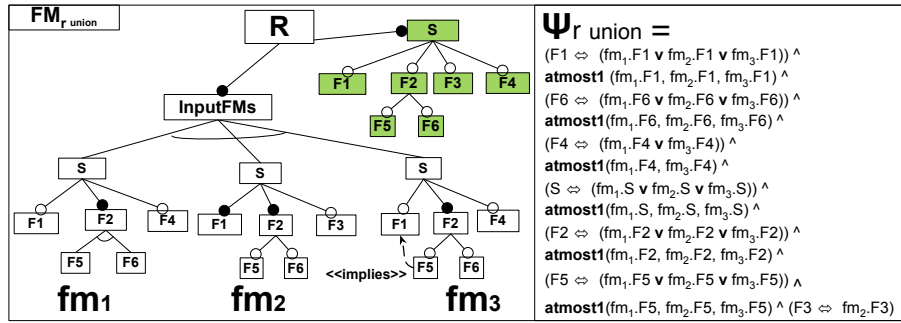 FMr union
R
S
F1
F2
F3
F4
F5
F6
InputFMs
S
S
S
F1
F2
F4
F1
F2
F3
F1
F2
F4
F5
F6
F5
F6
<<implies>>
F5
F6
fm1
fm2
fm3
Ψr union =
(F1 ⇔ (fm1.F1 v fm2.F1 v fm3.F1)) ^
atmost1 (fm1.F1, fm2.F1, fm3.F1) ^
(F6 ⇔ (fm1.F6 v fm2.F6 v fm3.F6)) ^
atmost1(fm1.F6, fm2.F6, fm3.F6) ^
(F4 ⇔ (fm1.F4 v fm3.F4)) ^
atmost1(fm1.F4, fm3.F4) ^
(S ⇔ (fm1.S v fm2.S v fm3.S)) ^
atmost1(fm1.S, fm2.S, fm3.S) ^
(F2 ⇔ (fm1.F2 v fm2.F2 v fm3.F2)) ^
atmost1(fm1.F2, fm2.F2, fm3.F2) ^
(F5 ⇔ (fm1.F5 v fm2.F5 v fm3.F5)) ^
atmost1(fm1.F5, fm2.F5, fm3.F5) ^ (F3 ⇔ fm2.F3)